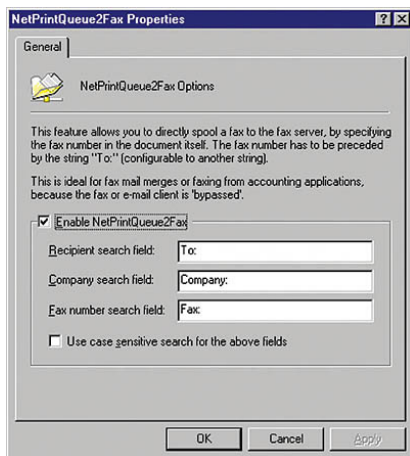 NetPrintQueue2Fax Properties
General
NetPrintQueue2Fax Options
This feature allows you to directly spool a fax to the fax server, by specifying
the fax number in the document itself. The fax number has to be preceded
by the string "To:" (configurable to another string).
This is ideal for fax mail merges or faxing from accounting applications,
because the fax or e-mail client is 'bypassed'.
Enable NetPrintQueue2Fax
Recipient search field: To:
Company search field: Company:
Fax number search field: Fax:
Use case sensitive search for the above fields
OK Cancel Apply